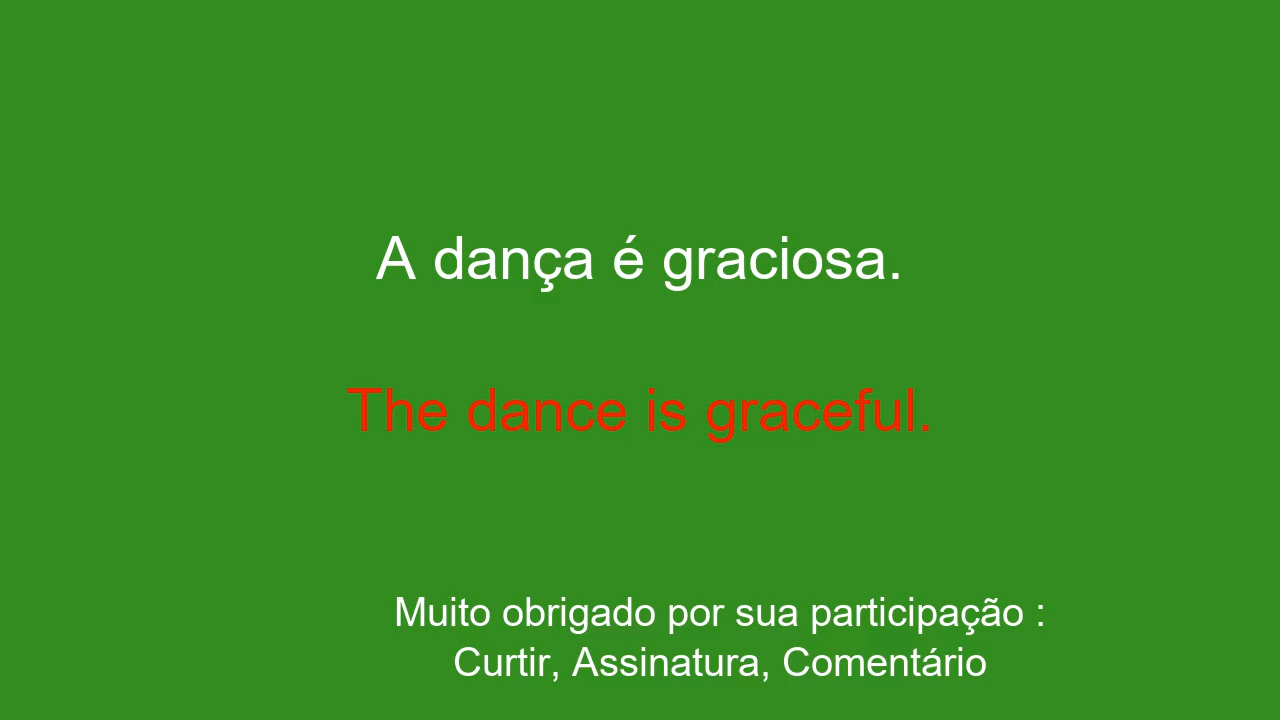 A dança é graciosa.
The dance is graceful.
Muito obrigado por sua participação :
Curtir, Assinatura, Comentário